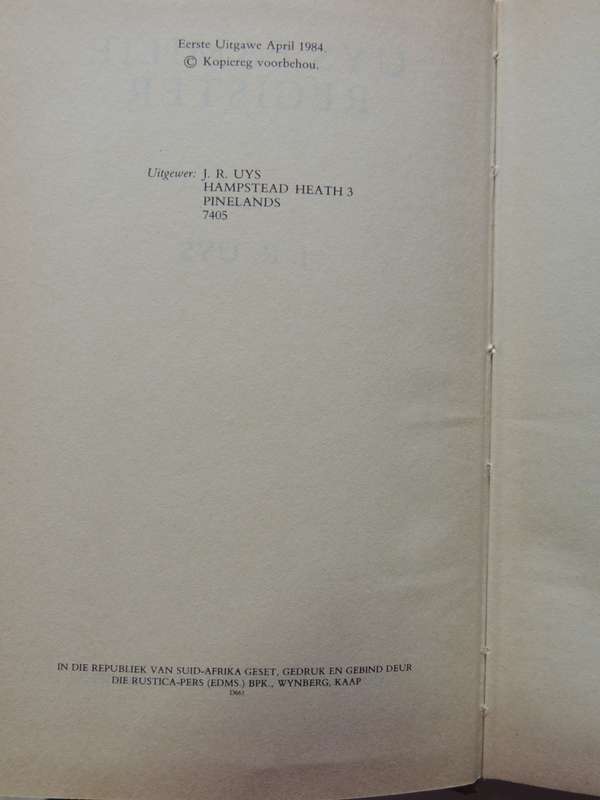 Eerste Uitgawe April 1984.
© Kopiereg voorbehou.
Uitgewer: J. R. UYS
HAMPSTEAD HEATH 3
PINELANDS
7405
IN DIE REPUBLIEK VAN SUID-AFRIKA GESET, GEDRUK EN GEBIND DEUR
DIE RUSTICA-PERS (EDMS.) BPK., WYNBERG, KAAP
D661